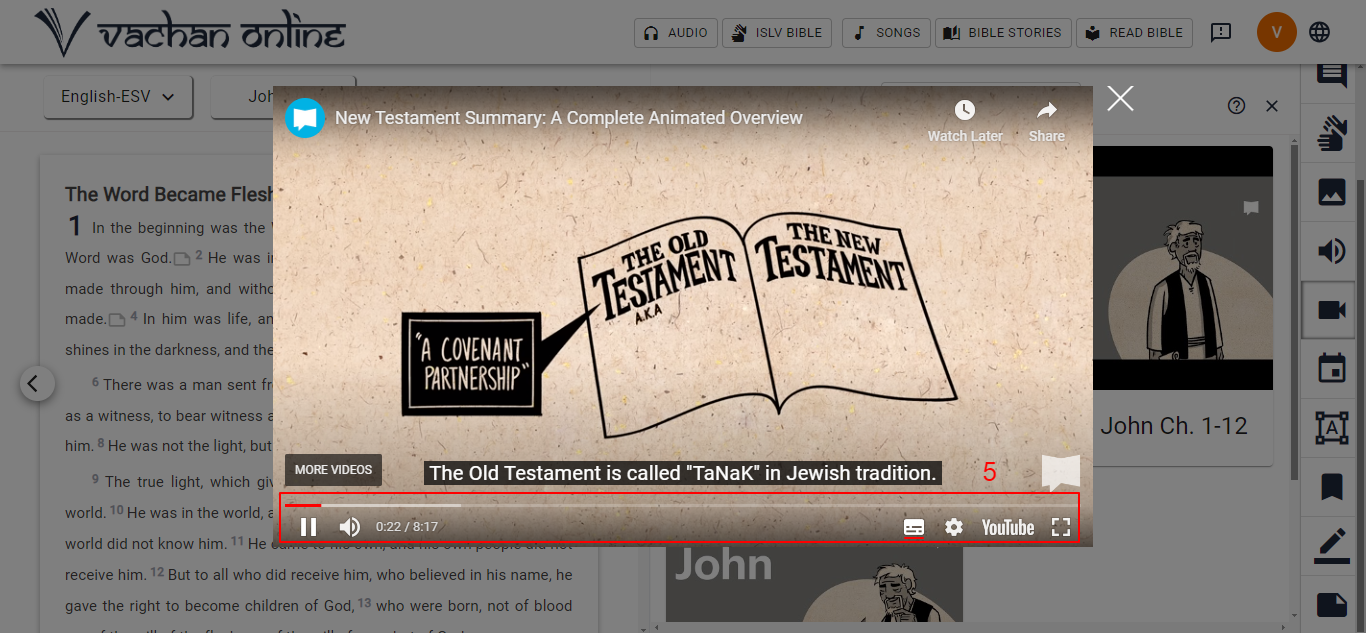 vachan online
AUDIO
ISLV BIBLE
SONGS
BIBLE STORIES
READ BIBLE
V
English-ESV
Joh
New Testament Summary: A Complete Animated Overview
Watch Later
Share
THE OLD TESTAMENT
A.K.A
THE NEW TESTAMENT
"A COVENANT PARTNERSHIP"
MORE VIDEOS
The Old Testament is called "TaNaK" in Jewish tradition.
5
0:22 / 8:17
YouTube
The Word Became Flesh
1 In the beginning was the
Word was God. 2 He was in
made through him, and witho
made. 4 In him was life, an
shines in the darkness, and the
6 There was a man sent fr
as a witness, to bear witness a
him. 8 He was not the light, but
9 The true light, which giv
world. 10 He was in the world, a
world did not know him. 11 He came to his own, and his own people did not
receive him. 12 But to all who did receive him, who believed in his name, he
gave the right to become children of God, 13 who were born, not of blood
John Ch. 1-12
John
A